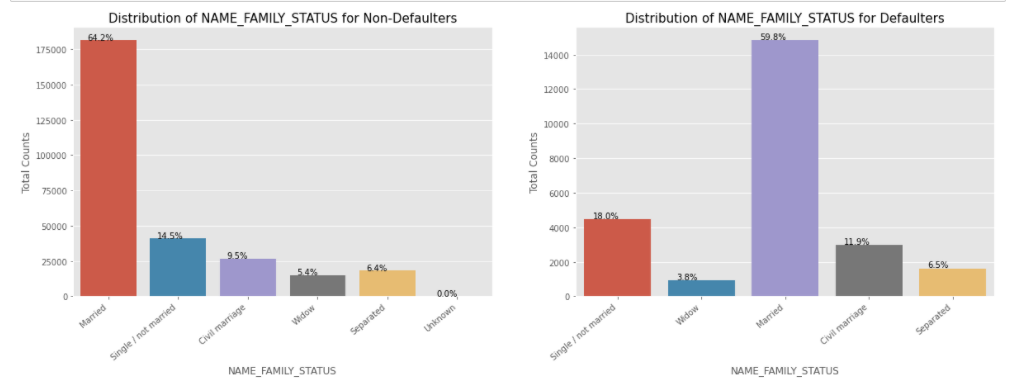 Distribution of NAME_FAMILY_STATUS for Non-Defaulters
64.2%
14.5%
9.5%
5.4%
6.4%
0.0%
175000
150000
125000
100000
75000
50000
25000
0
Total Counts
Married
Single / not married
Civil marriage
Widow
Separated
Unknown
NAME_FAMILY_STATUS
Distribution of NAME_FAMILY_STATUS for Defaulters
18.0%
3.8%
59.8%
11.9%
6.5%
14000
12000
10000
8000
6000
4000
2000
0
Total Counts
Single / not married
Widow
Married
Civil marriage
Separated
NAME_FAMILY_STATUS